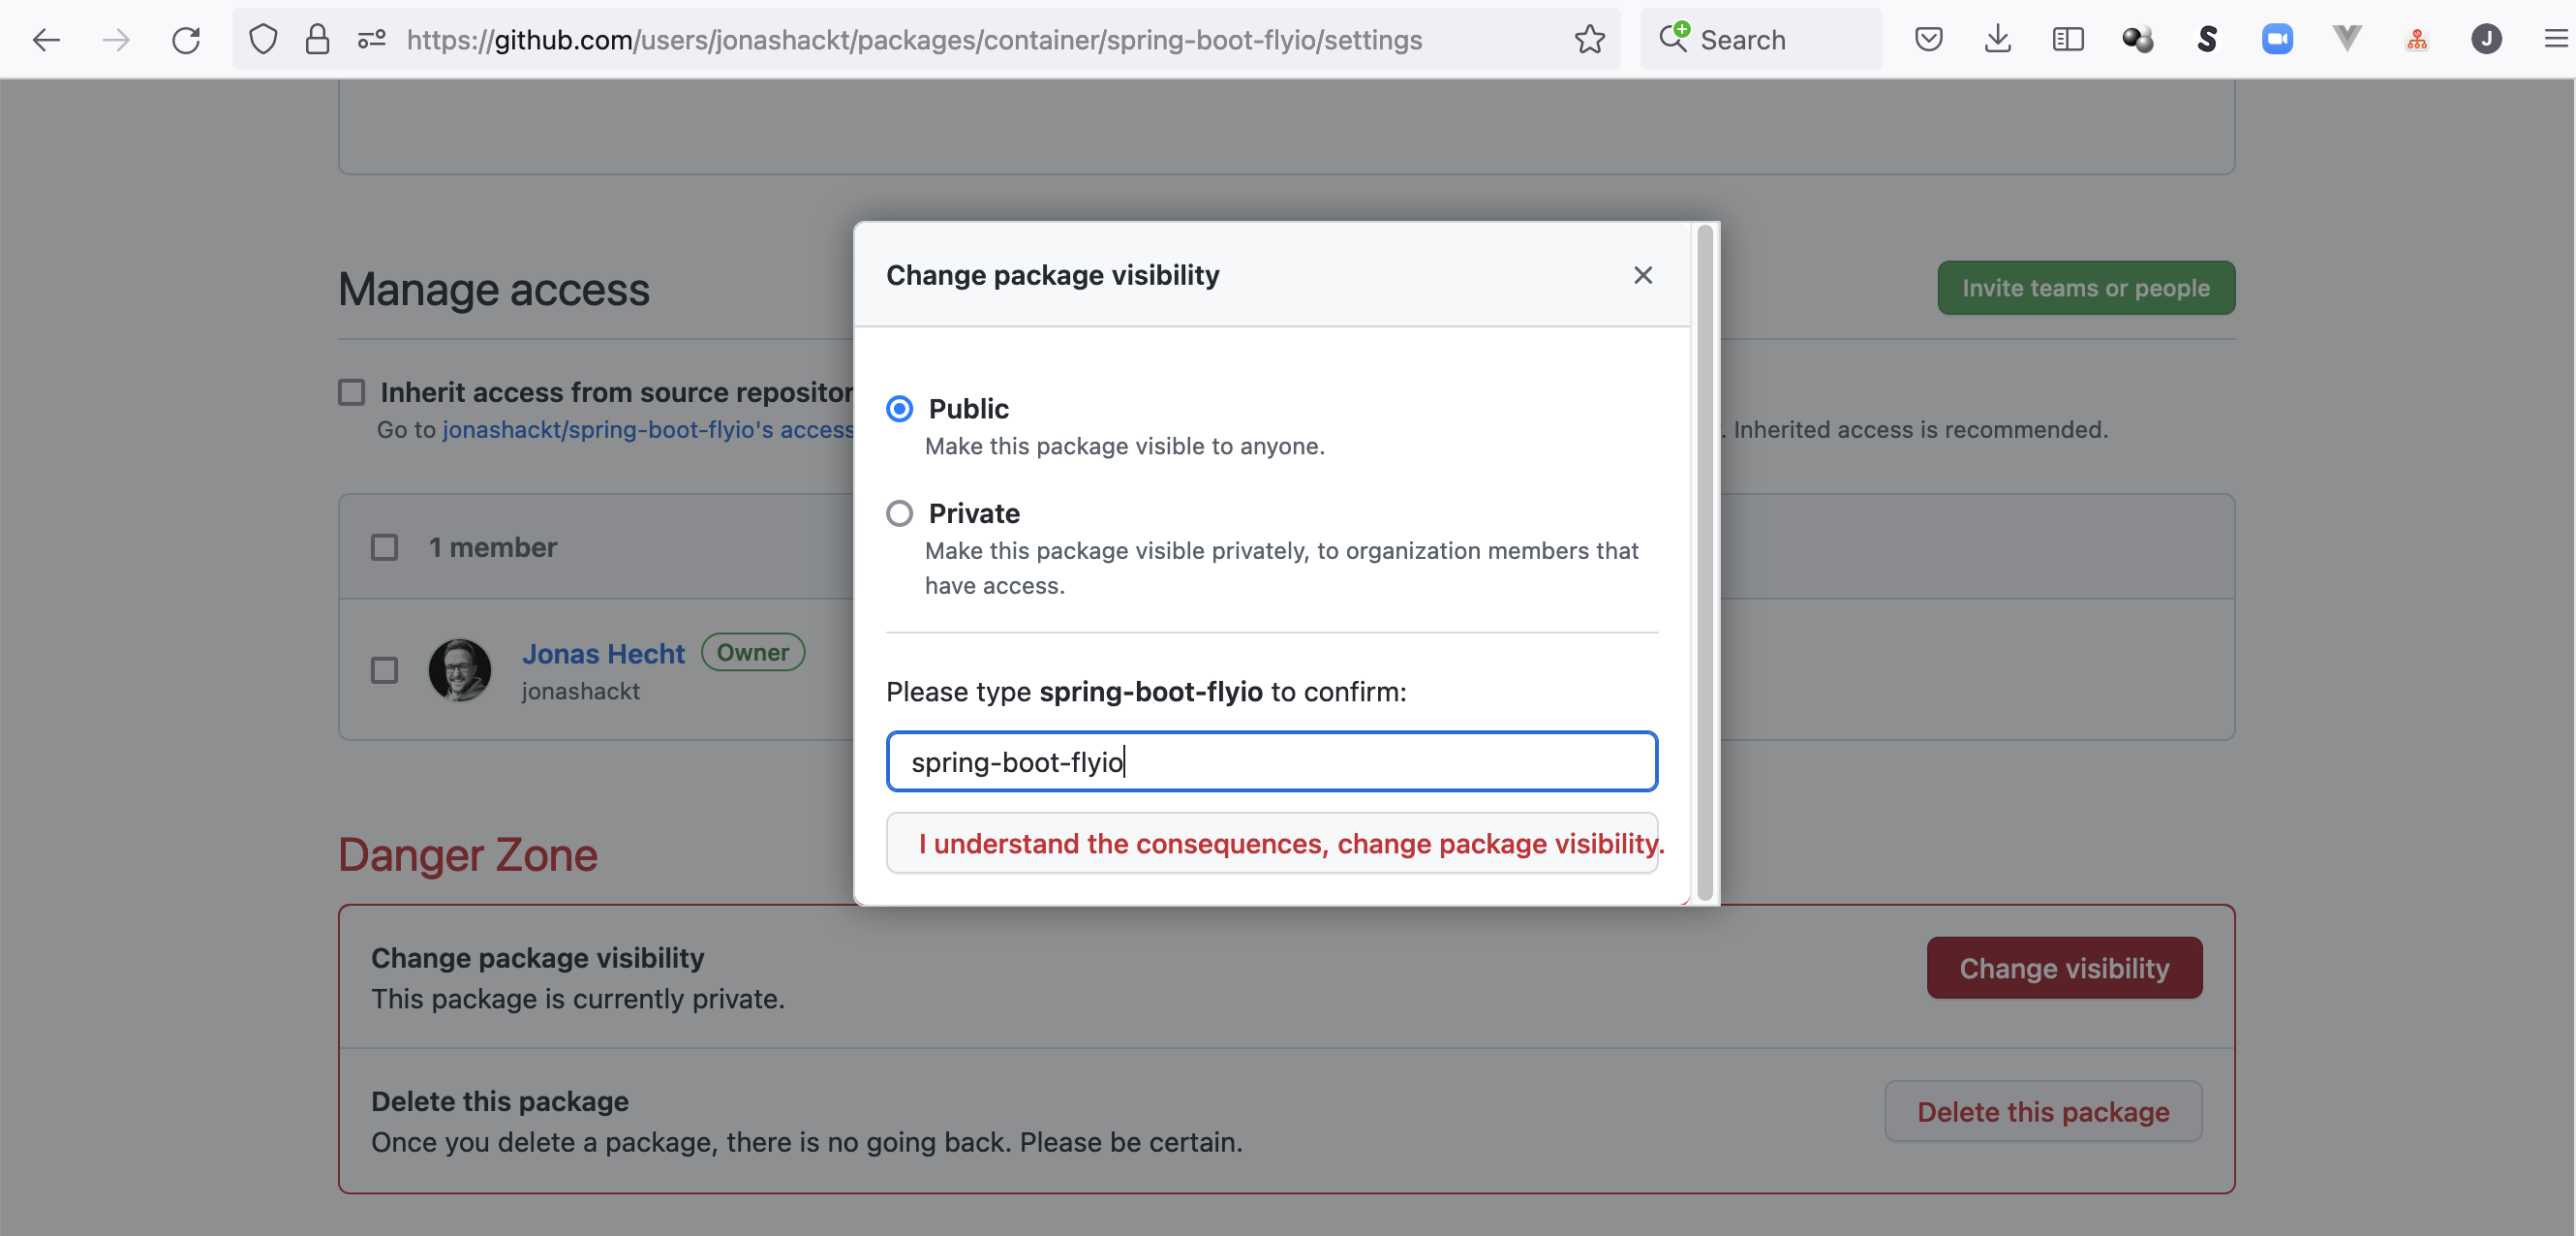 https://github.com/users/jonashackt/packages/container/spring-boot-flyio/settings
Search
J
Change package visibility
Manage access
Invite teams or people
Public
Make this package visible to anyone.
Inherit access from source repositor
Go to jonashackt/spring-boot-flyio's access
. Inherited access is recommended.
Private
Make this package visible privately, to organization members that
have access.
1 member
Jonas Hecht Owner
jonashackt
Please type spring-boot-flyio to confirm:
spring-boot-flyio
I understand the consequences, change package visibility.
Danger Zone
Change package visibility
This package is currently private.
Change visibility
Delete this package
Once you delete a package, there is no going back. Please be certain.
Delete this package